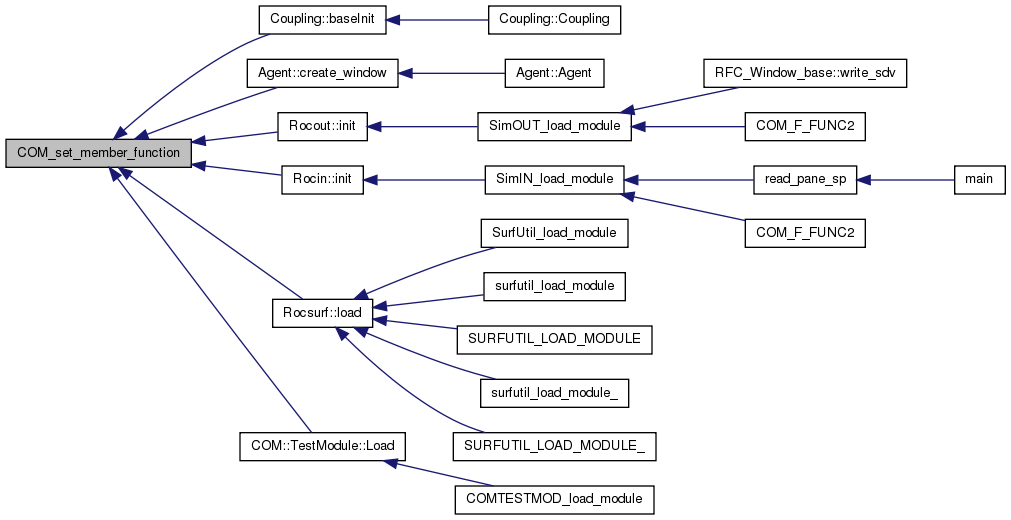 Coupling::baseInit
Coupling::Coupling
Agent::create_window
Agent::Agent
RFC_Window_base::write_sdv
Rocout::init
SimOUT_load_module
COM_F_FUNC2
COM_set_member_function
Rocin::init
SimIN_load_module
read_pane_sp
main
COM_F_FUNC2
SurfUtil_load_module
surfutil_load_module
Rocsurf::load
SURFUTIL_LOAD_MODULE
surfutil_load_module_
COM::TestModule::Load
SURFUTIL_LOAD_MODULE_
COMTESTMOD_load_module